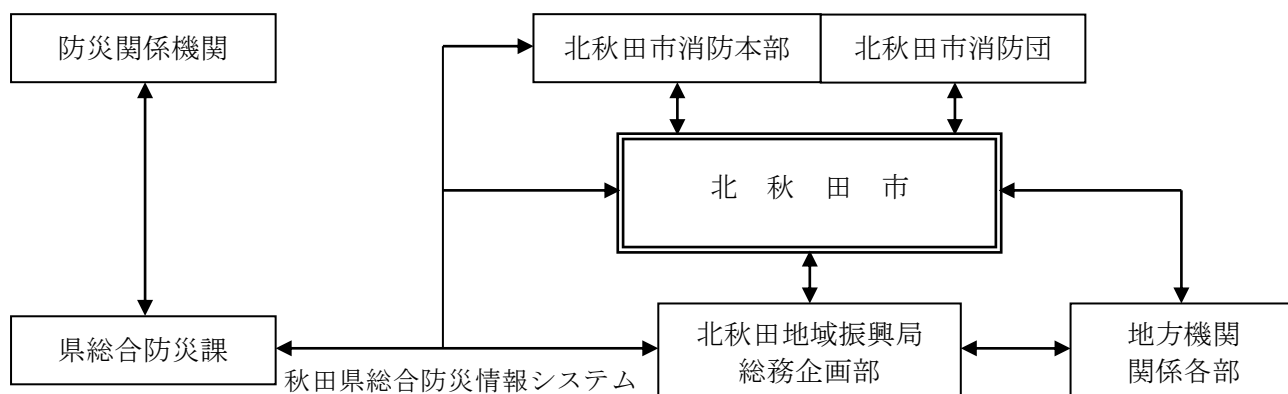 防災関係機関
北秋田市消防本部
北秋田市消防団
北 秋 田 市
県総合防災課
北秋田地域振興局
総務企画部
地方機関
関係各部
秋田県総合防災情報システム